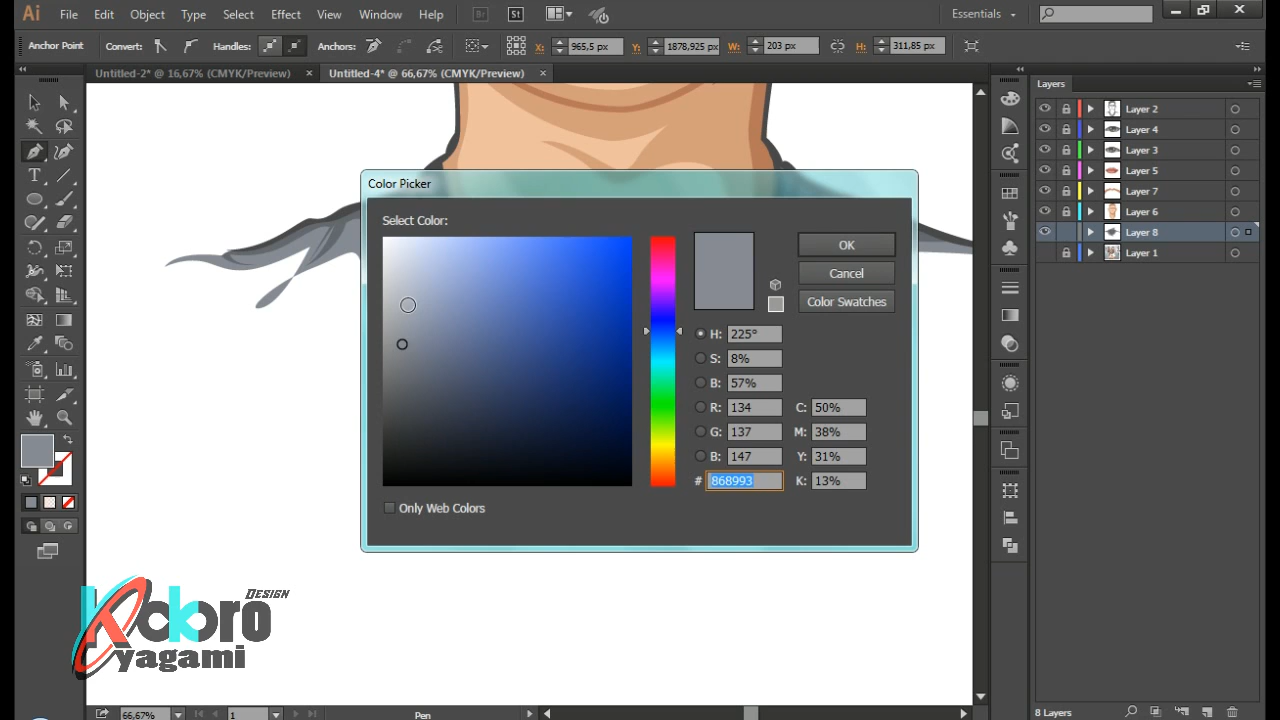 Ai File Edit Object Type Select Effect View Window Help Br St Essentials
Anchor Point Convert: Handles: Anchors: X: 965,5 px Y: 1878,925 px W: 203 px H: 311,85 px
Untitled-2* @ 16,67% (CMYK/Preview) × Untitled-4* @ 66,67% (CMYK/Preview) ×
Layers
Layer 2
Layer 4
Layer 3
Layer 5
Layer 7
Layer 6
Layer 8
Layer 1
Color Picker
Select Color:
OK
Cancel
Color Swatches
H: 225°
S: 8%
B: 57%
R: 134 C: 50%
G: 137 M: 38%
B: 147 Y: 31%
# 868993 K: 13%
Only Web Colors
DESIGN
Kokoro
yagami
66,67% 1 Pen
8 Layers